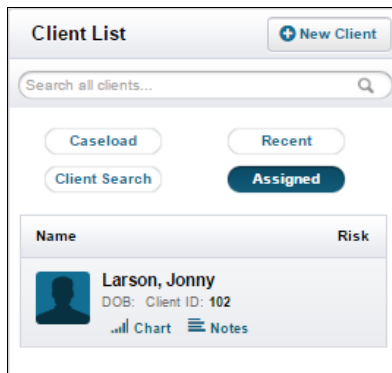 Client List New Client
Search all clients...
Caseload Recent
Client Search Assigned
Name Risk
Larson, Jonny
DOB: Client ID: 102
Chart Notes